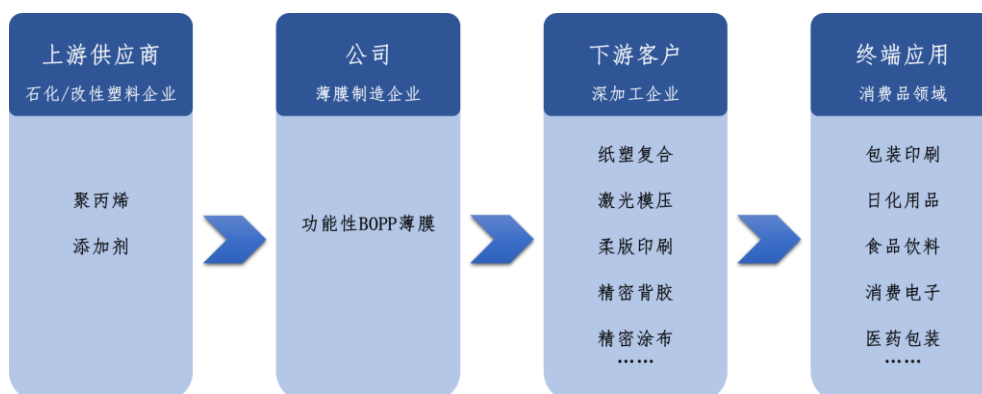 上游供应商
石化/改性塑料企业
聚丙烯
添加剂
公司
薄膜制造企业
功能性BOPP薄膜
下游客户
深加工企业
纸塑复合
激光模压
柔版印刷
精密背胶
精密涂布
……
终端应用
消费品领域
包装印刷
日化用品
食品饮料
消费电子
医药包装
……